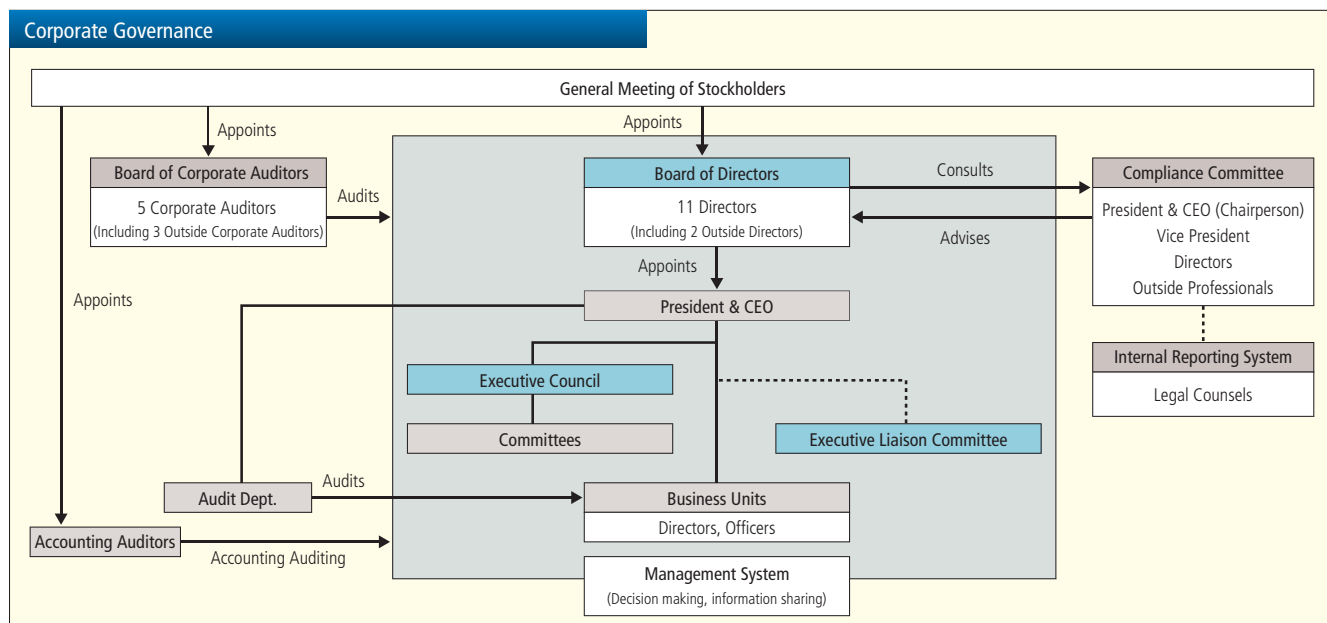 Corporate Governance
General Meeting of Stockholders
Appoints
Appoints
Board of Corporate Auditors
5 Corporate Auditors
(Including 3 Outside Corporate Auditors)
Audits
Board of Directors
11 Directors
(Including 2 Outside Directors)
Consults
Advises
Compliance Committee
President & CEO (Chairperson)
Vice President
Directors
Outside Professionals
Appoints
Appoints
President & CEO
Internal Reporting System
Legal Counsels
Executive Council
Committees
Executive Liaison Committee
Audit Dept.
Audits
Business Units
Directors, Officers
Accounting Auditors
Accounting Auditing
Management System
(Decision making, information sharing)